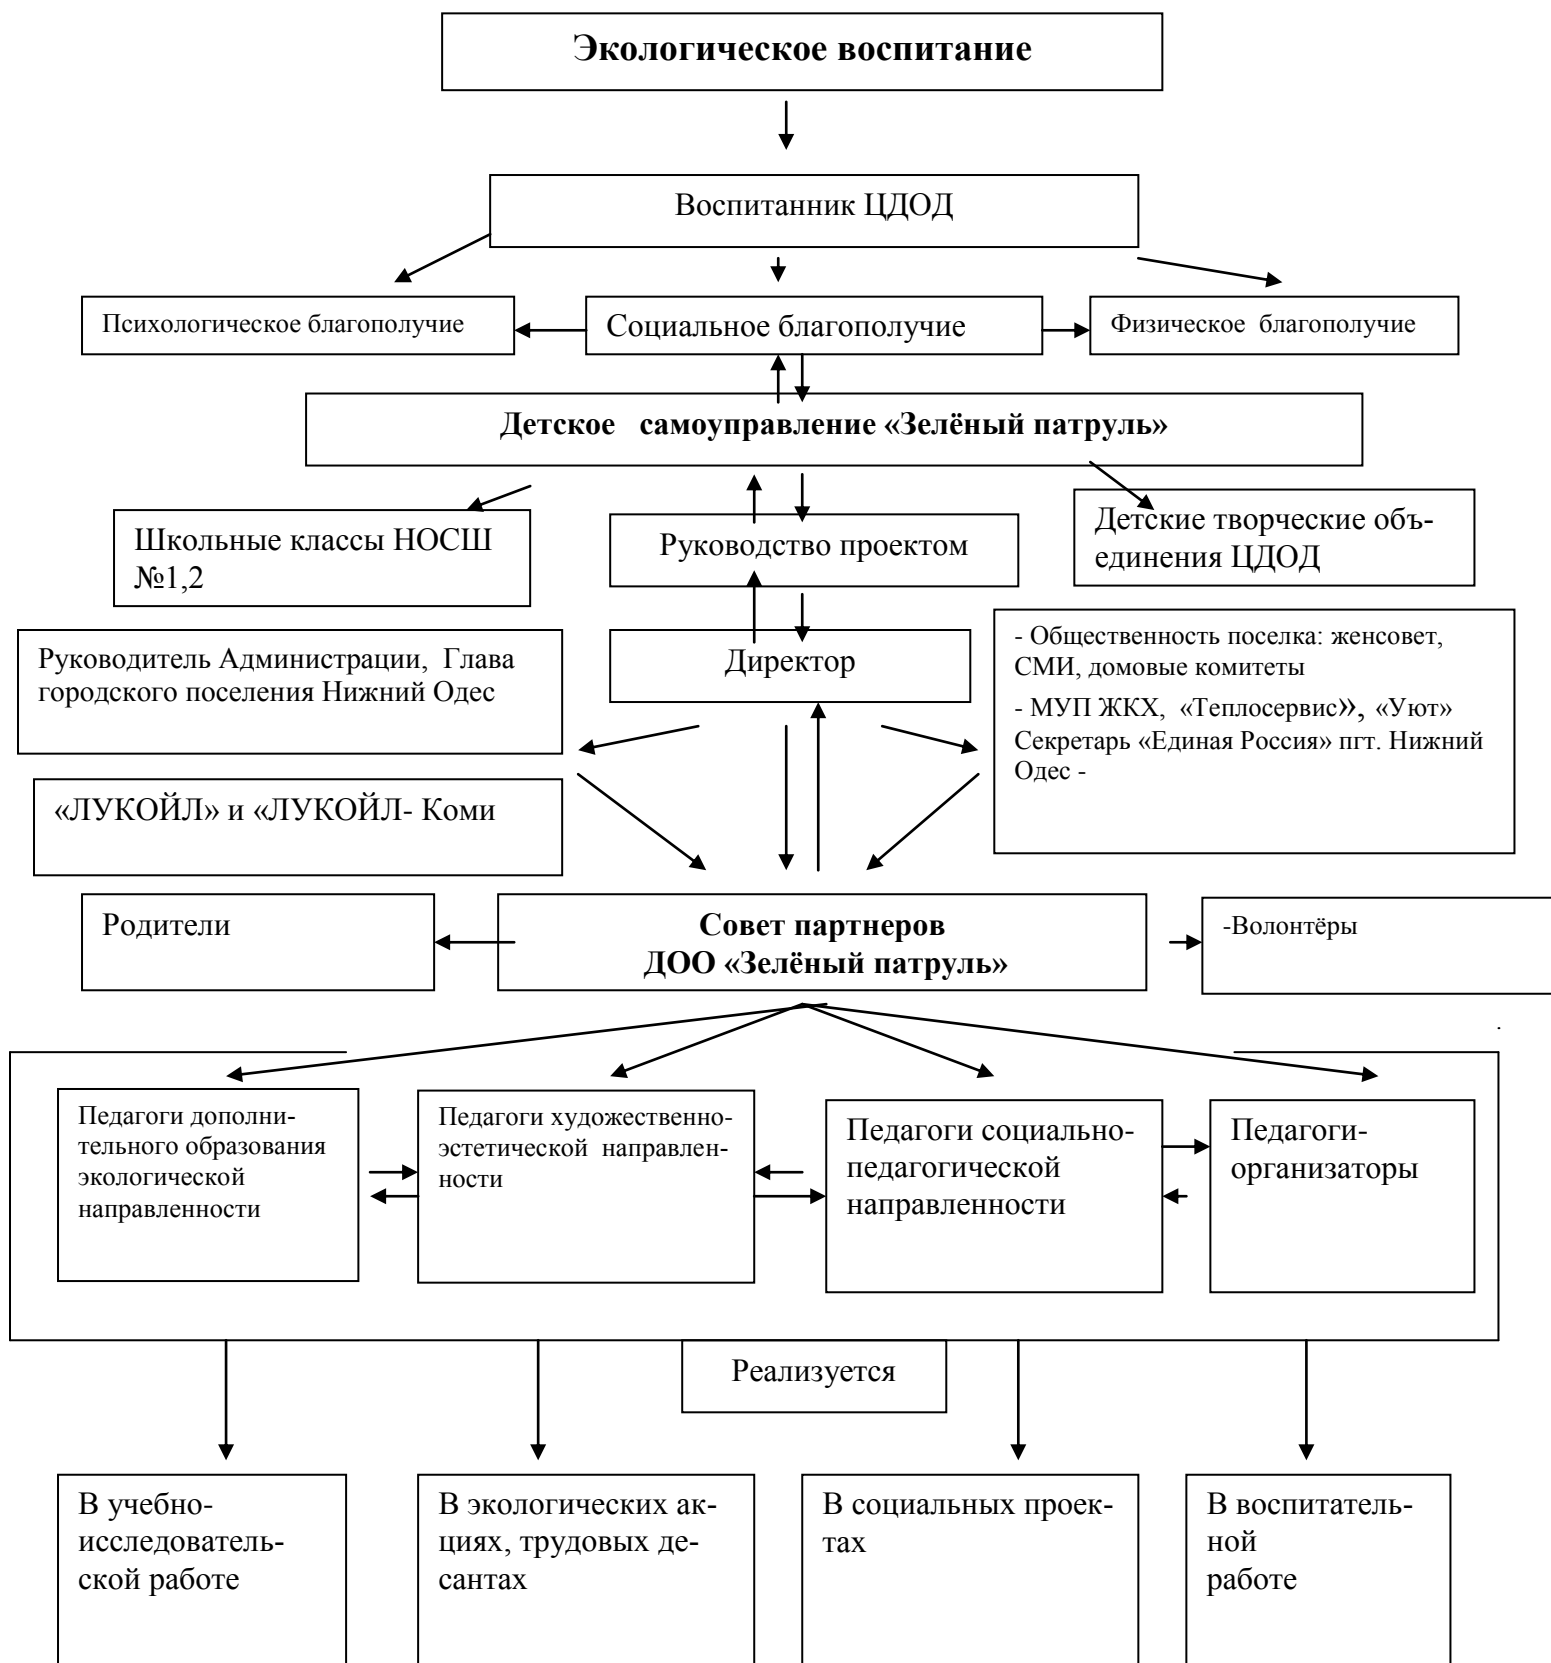 Экологическое воспитание
Воспитанник ЦДОД
Психологическое благополучие
Социальное благополучие
Физическое благополучие
Детское самоуправление «Зелёный патруль»
Школьные классы НОСШ
№1,2
Руководство проектом
Детские творческие объ-
единения ЦДОД
Руководитель Администрации, Глава
городского поселения Нижний Одес
Директор
- Общественность поселка: женсовет,
СМИ, домовые комитеты
- МУП ЖКХ, «Теплосервис», «Уют»
Секретарь «Единая Россия» пгт. Нижний
Одес -
«ЛУКОЙЛ» и «ЛУКОЙЛ- Коми
Родители
Совет партнеров
ДОО «Зелёный патруль»
-Волонтёры
.
Педагоги дополни-
тельного образования
экологической
направленности
Педагоги художественно-
эстетической направлен-
ности
Педагоги социально-
педагогической
направленности
Педагоги-
организаторы
Реализуется
В учебно-
исследователь-
ской работе
В экологических ак-
циях, трудовых де-
сантах
В социальных проек-
тах
В воспитатель-
ной
работе